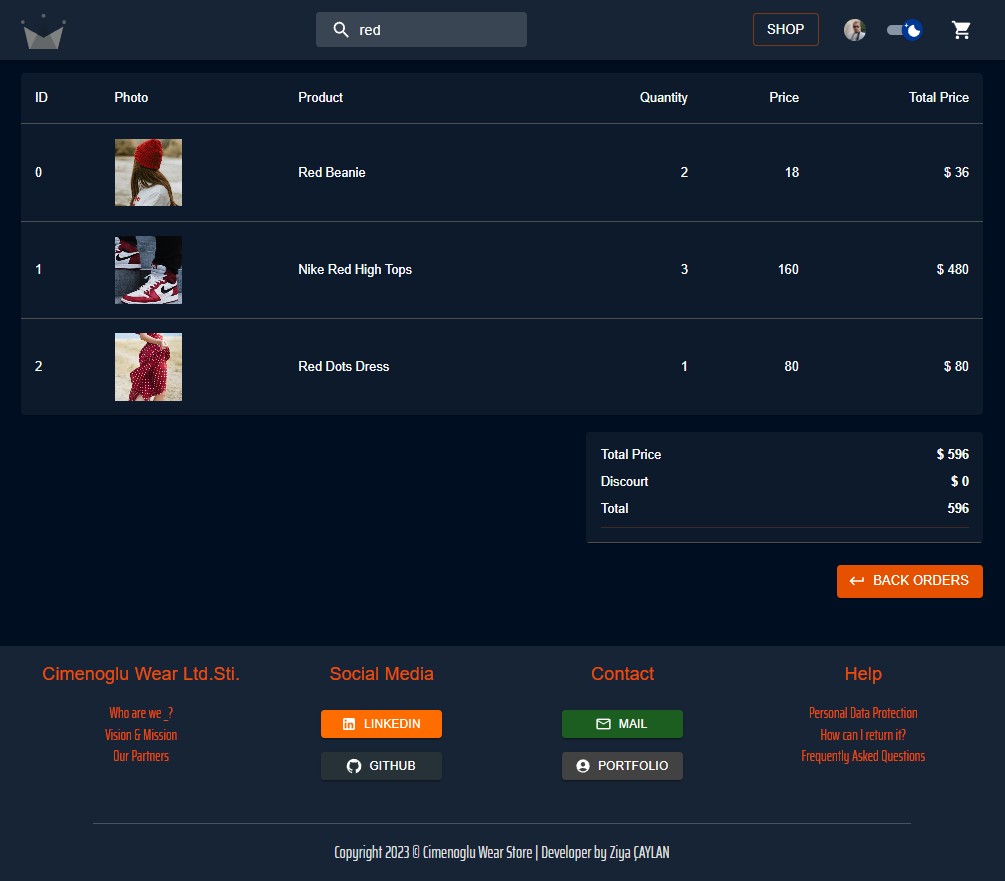 red
SHOP
ID Photo Product Quantity Price Total Price
0 Red Beanie 2 18 $ 36
1 Nike Red High Tops 3 160 $ 480
2 Red Dots Dress 1 80 $ 80
Total Price $ 596
Discourt $ 0
Total 596
BACK ORDERS
Cimenoglu Wear Ltd.Sti. Social Media Contact Help
Who are we _? LINKEDIN MAIL Personal Data Protection
Vision & Mission How can I return it?
Our Partners GITHUB PORTFOLIO Frequently Asked Questions
Copyright 2023 © Cimenoglu Wear Store | Developer by Ziya ÇAYLAN